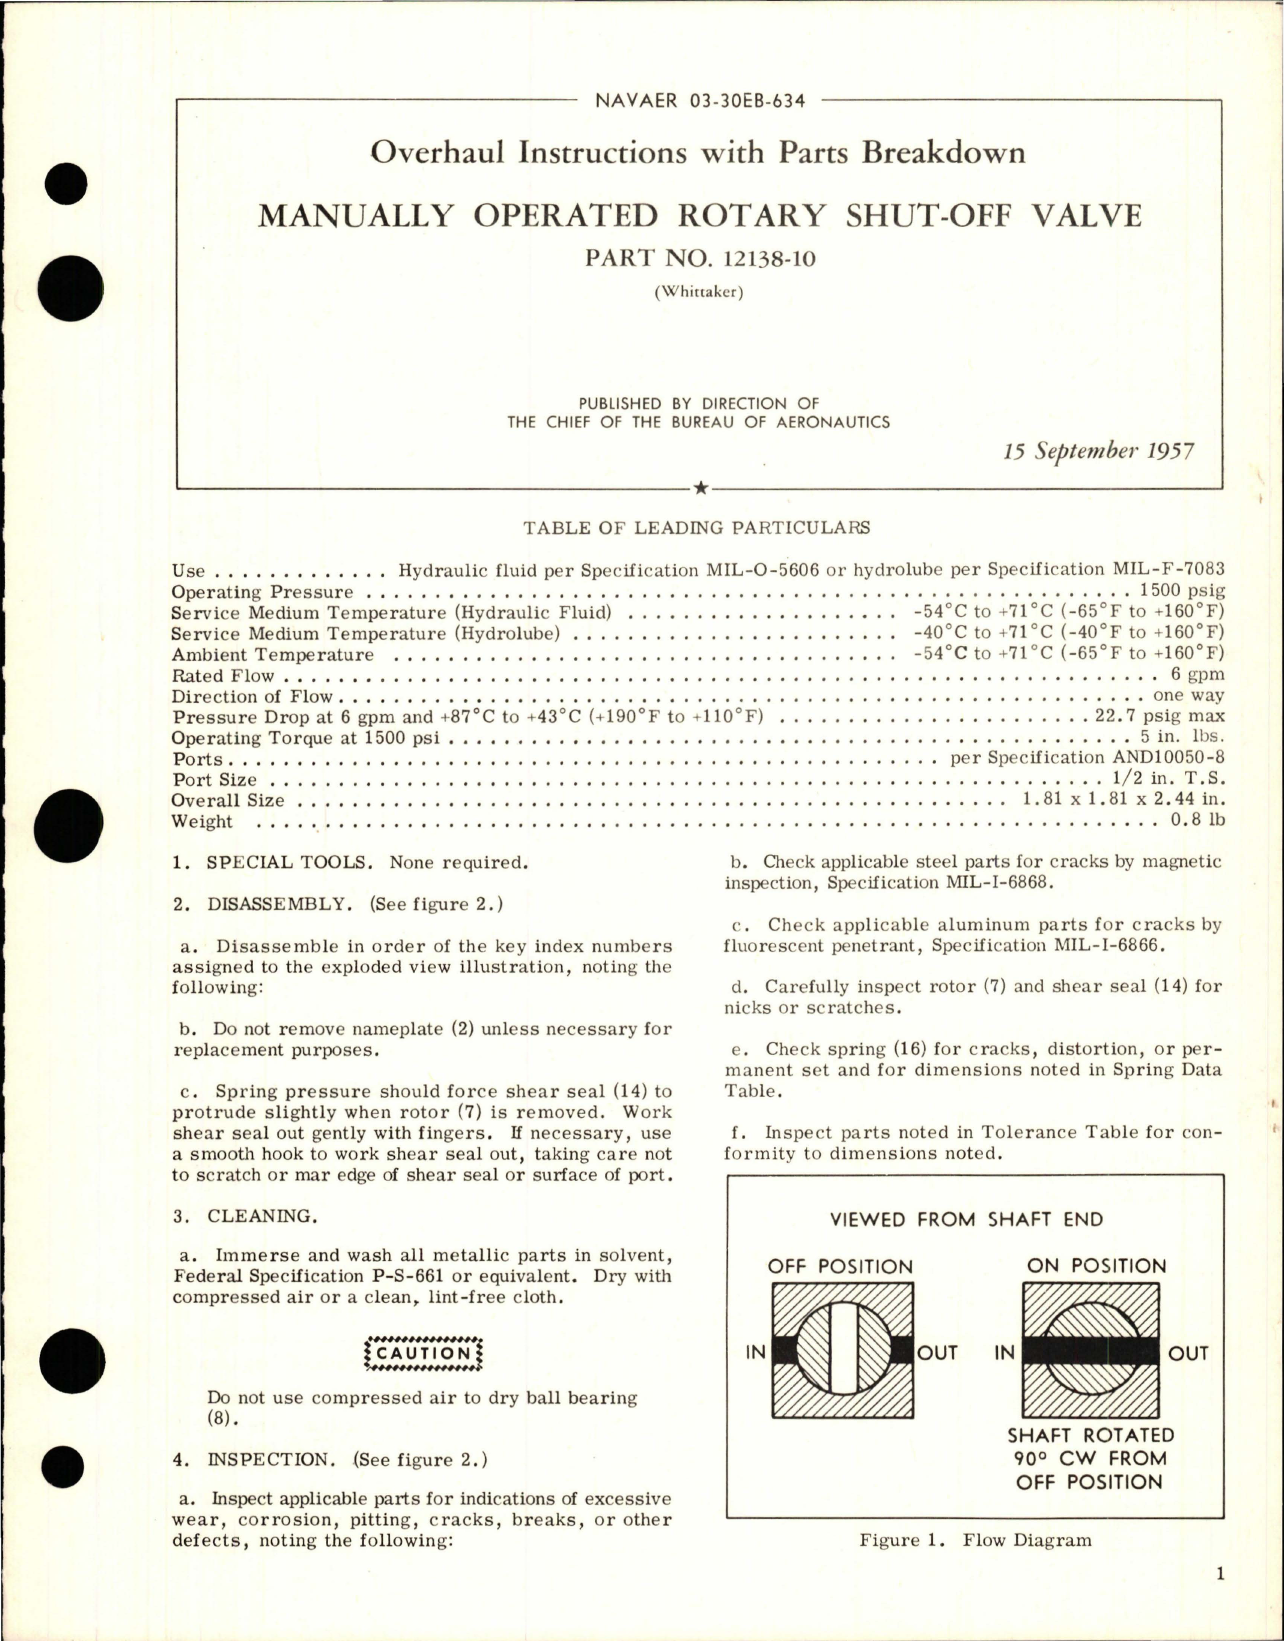 NAVAER 03-30EB-634
Overhaul Instructions with Parts Breakdown
MANUALLY OPERATED ROTARY SHUT-OFF VALVE
PART NO. 12138-10
(Whittaker)
PUBLISHED BY DIRECTION OF
THE CHIEF OF THE BUREAU OF AERONAUTICS
15 September 1957
TABLE OF LEADING PARTICULARS
Use . . . . . . . . . . . . . Hydraulic fluid per Specification MIL-O-5606 or hydrolube per Specification MIL-F-7083
Operating Pressure . . . . . . . . . . . . . 1500 psig
Service Medium Temperature (Hydraulic Fluid) . . . . . . . . . . . . . -54°C to +71°C (-65°F to +160°F)
Service Medium Temperature (Hydrolube) . . . . . . . . . . . . . -40°C to +71°C (-40°F to +160°F)
Ambient Temperature . . . . . . . . . . . . . -54°C to +71°C (-65°F to +160°F)
Rated Flow . . . . . . . . . . . . . 6 gpm
Direction of Flow . . . . . . . . . . . . . one way
Pressure Drop at 6 gpm and +87°C to +43°C (+190°F to +110°F) . . . . . . . . . . . . . 22.7 psig max
Operating Torque at 1500 psi . . . . . . . . . . . . . 5 in. lbs.
Ports . . . . . . . . . . . . . per Specification AND10050-8
Port Size . . . . . . . . . . . . . 1/2 in. T.S.
Overall Size . . . . . . . . . . . . . 1.81 x 1.81 x 2.44 in.
Weight . . . . . . . . . . . . . 0.8 lb
1. SPECIAL TOOLS. None required.
2. DISASSEMBLY. (See figure 2.)
a. Disassemble in order of the key index numbers
assigned to the exploded view illustration, noting the
following:
b. Do not remove nameplate (2) unless necessary for
replacement purposes.
c. Spring pressure should force shear seal (14) to
protrude slightly when rotor (7) is removed. Work
shear seal out gently with fingers. If necessary, use
a smooth hook to work shear seal out, taking care not
to scratch or mar edge of shear seal or surface of port.
3. CLEANING.
a. Immerse and wash all metallic parts in solvent,
Federal Specification P-S-661 or equivalent. Dry with
compressed air or a clean, lint-free cloth.
CAUTION
Do not use compressed air to dry ball bearing
(8).
4. INSPECTION. (See figure 2.)
a. Inspect applicable parts for indications of excessive
wear, corrosion, pitting, cracks, breaks, or other
defects, noting the following:
b. Check applicable steel parts for cracks by magnetic
inspection, Specification MIL-I-6868.
c. Check applicable aluminum parts for cracks by
fluorescent penetrant, Specification MIL-I-6866.
d. Carefully inspect rotor (7) and shear seal (14) for
nicks or scratches.
e. Check spring (16) for cracks, distortion, or per-
manent set and for dimensions noted in Spring Data
Table.
f. Inspect parts noted in Tolerance Table for con-
formity to dimensions noted.
VIEWED FROM SHAFT END
OFF POSITION ON POSITION
IN OUT IN OUT
SHAFT ROTATED
90° CW FROM
OFF POSITION
Figure 1. Flow Diagram
1